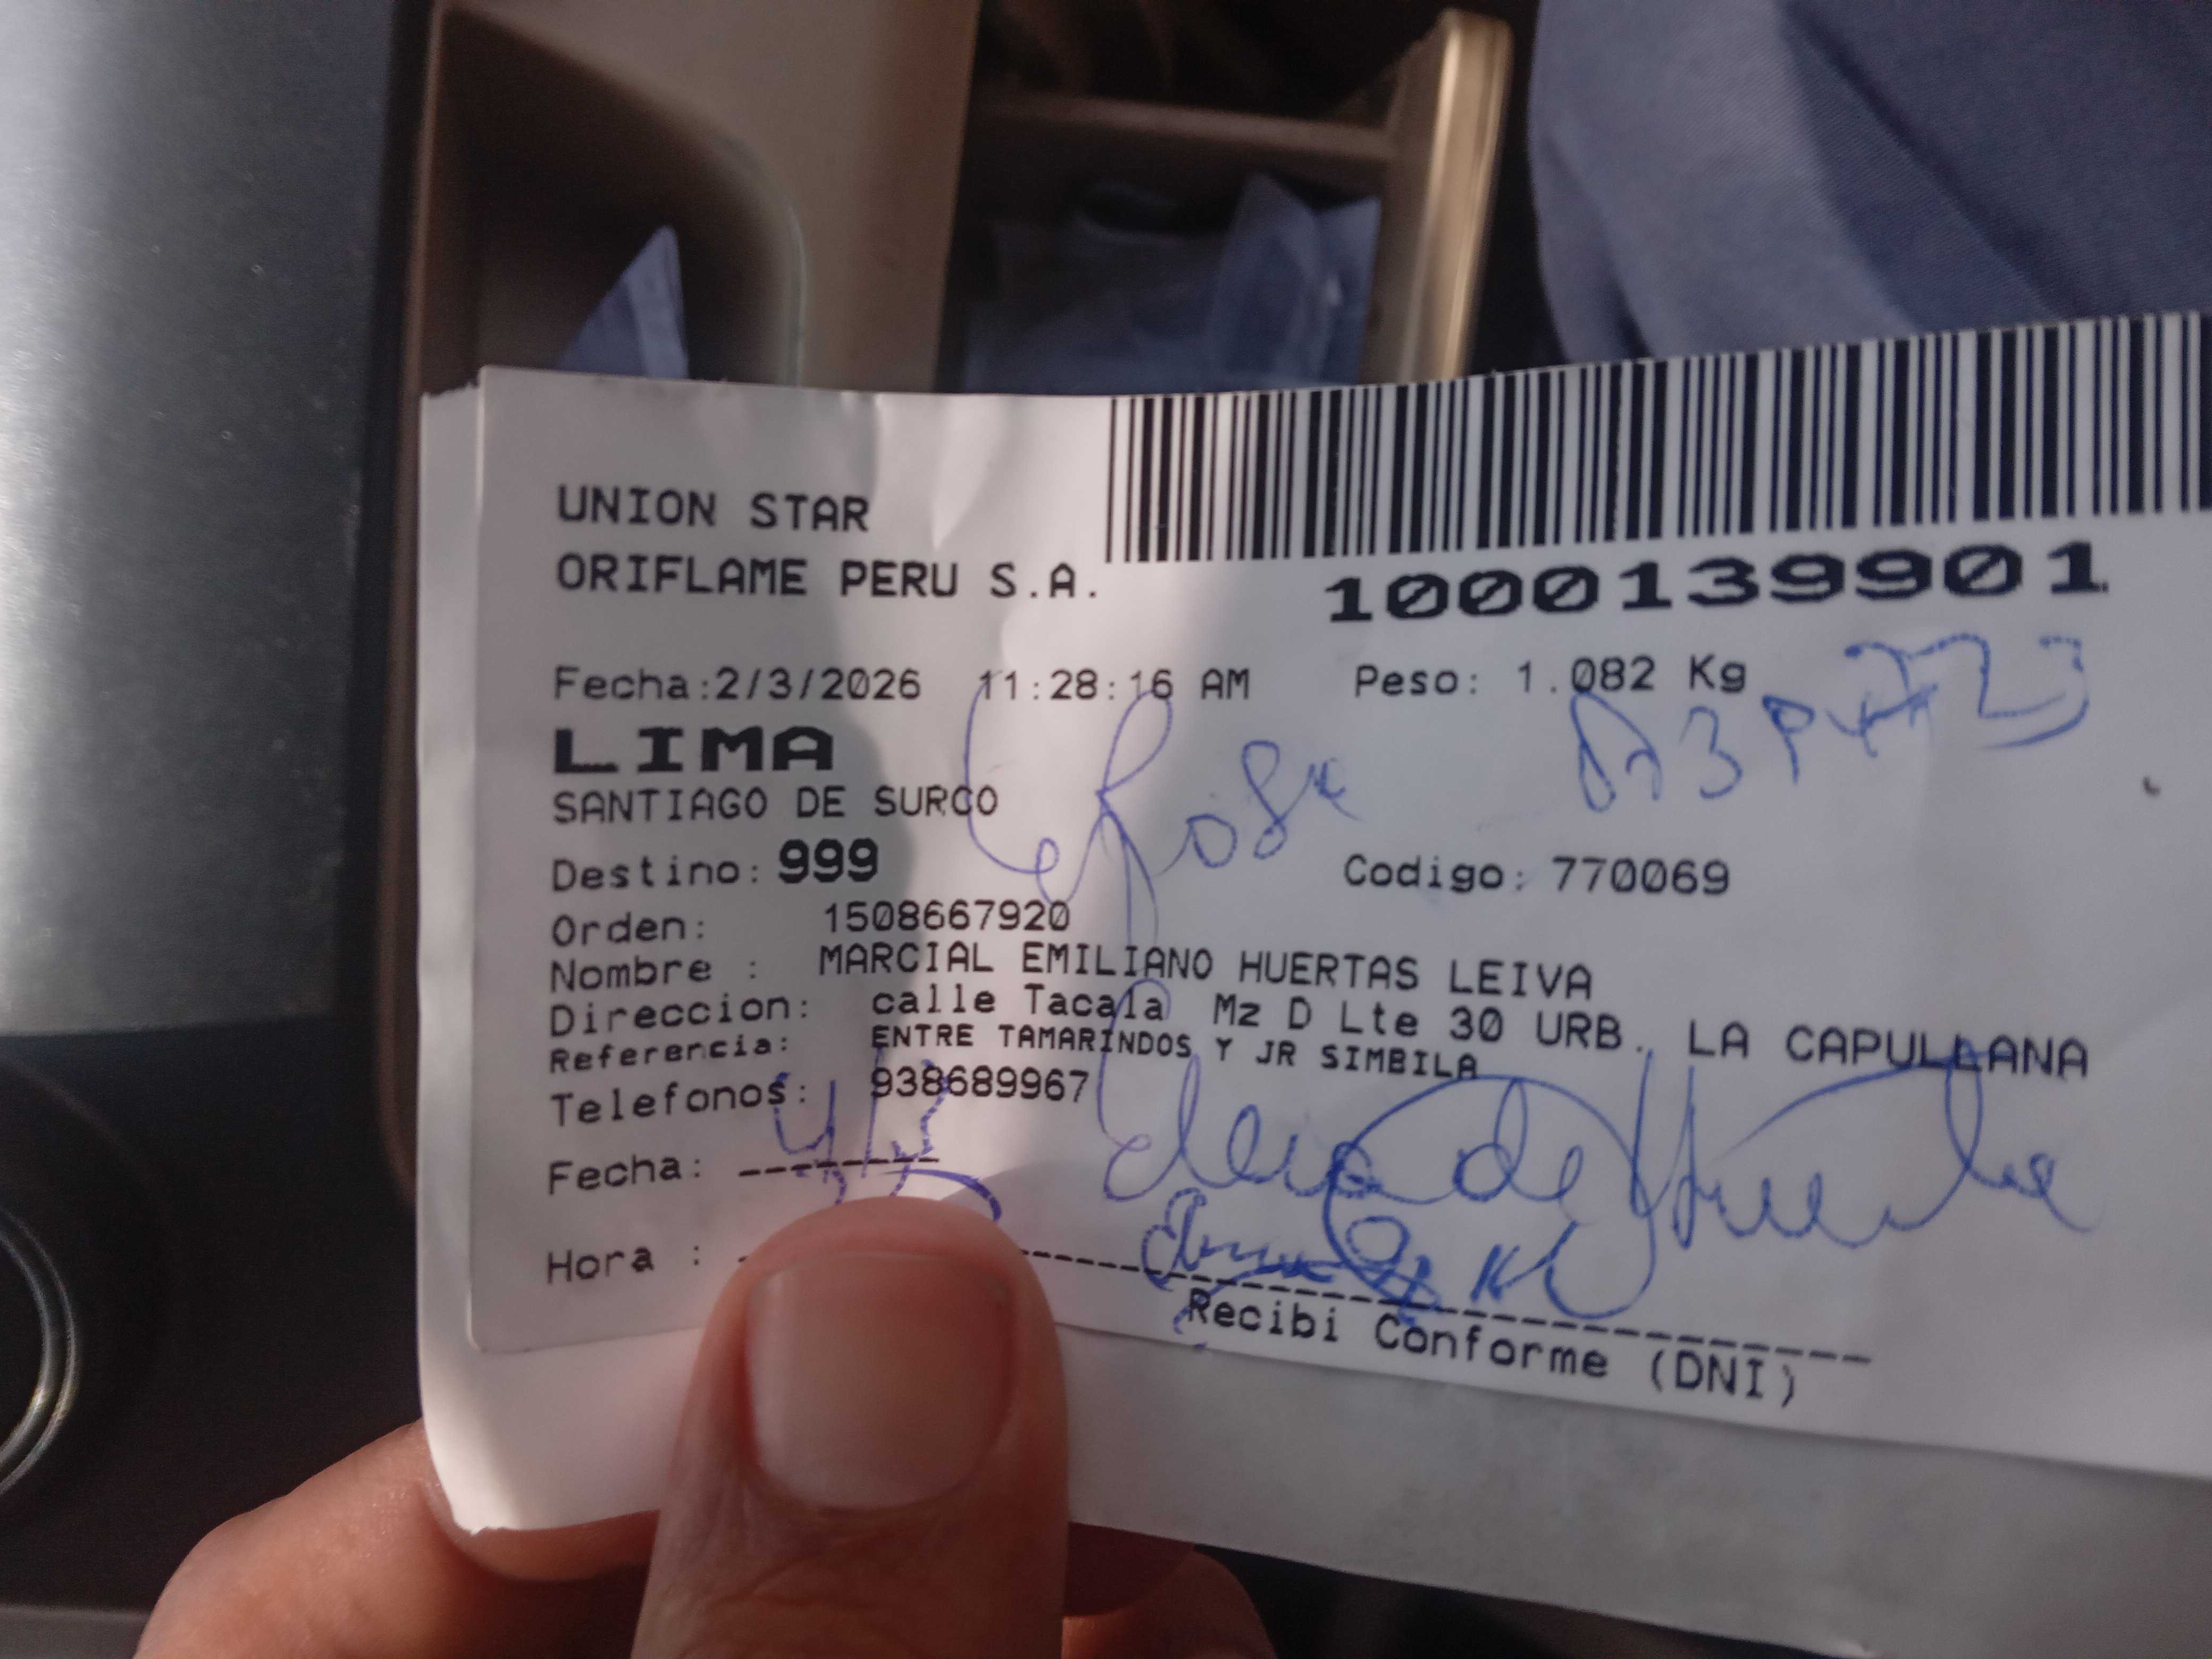 UNION STAR
ORIFLAME PERU S.A.
1000139901
Fecha:2/3/2026 11:28:16 AM Peso: 1.082 Kg
LIMA
SANTIAGO DE SURCO
Rosa
Destino: 999 Codigo: 770069
Orden: 1508667920
Nombre : MARCIAL EMILIANO HUERTAS LEIVA
Direccion: calle Tacala Mz D Lte 30 URB. LA CAPULLANA
Referencia: ENTRE TAMARINDOS Y JR SIMBILA
Telefonos: 938689967
Fecha: --------
de
Hora :
Recibi Conforme (DNI)